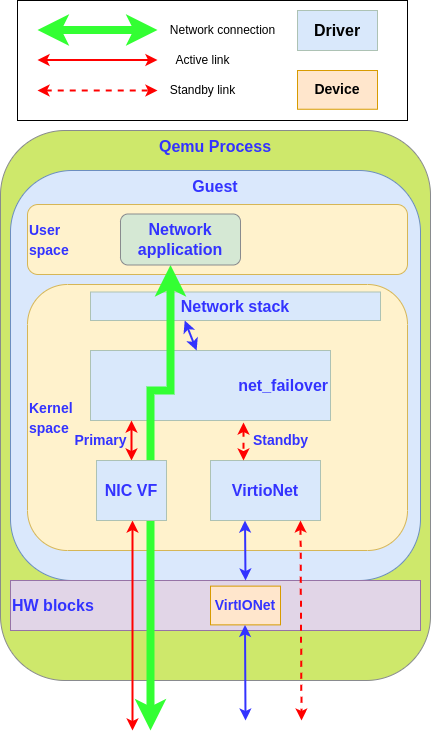 Network connection
Active link
Standby link
Driver
Device
Qemu Process
Guest
User
space
Network
application
Network stack
net_failover
Kernel
space
Primary
Standby
NIC VF
VirtioNet
HW blocks
VirtIONet